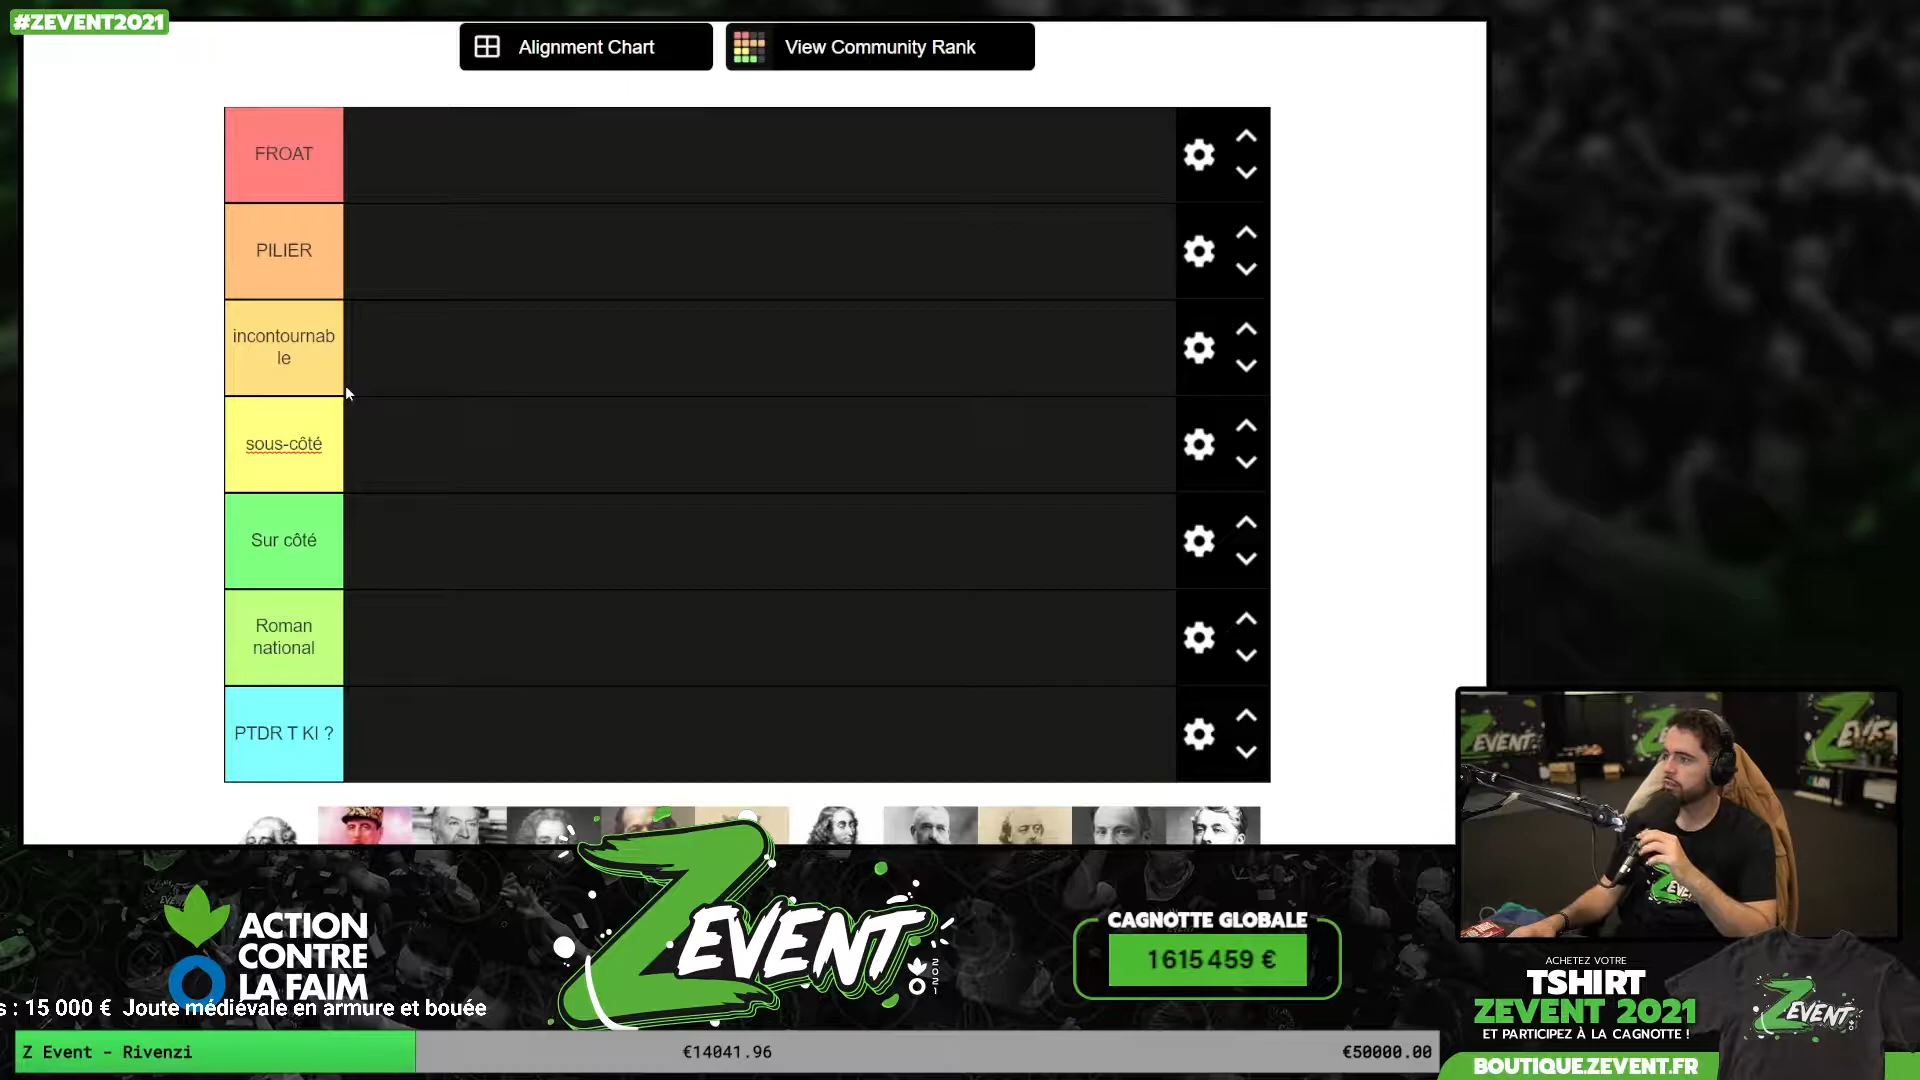 #ZEVENT2021
Alignment Chart
View Community Rank
FROAT
PILIER
incontournab
le
sous-côté
Sur côté
Roman
national
PTDR T KI ?
ACTION
CONTRE
LA FAIM
s : 15 000 € Joute médiévale en armure et bouée
ZEVENT
2021
CAGNOTTE GLOBALE
1 615 459 €
Z Event - Rivenzi
€14041.96
€50000.00
ACHETEZ VOTRE
TSHIRT
ZEVENT 2021
ET PARTICIPEZ À LA CAGNOTTE !
BOUTIQUE.ZEVENT.FR
ZEVENT